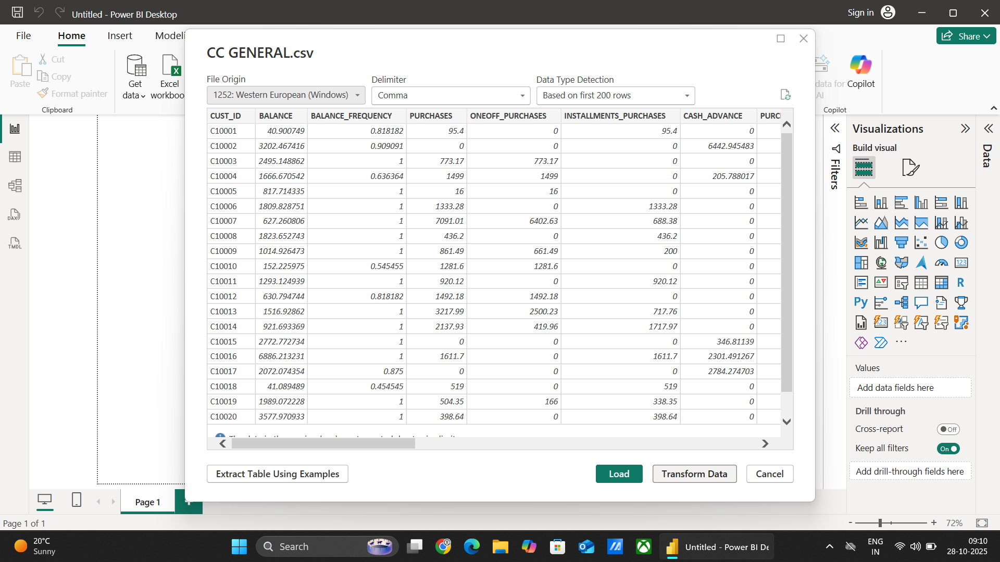 Untitled - Power BI Desktop
Sign in
File
Home
Insert
Modeli
Share
Paste
Cut
Copy
Format painter
Clipboard
Get
data
Excel
workboo
data for
AI
Copilot
Copilot
CC GENERAL.csv
File Origin
Delimiter
Data Type Detection
1252: Western European (Windows)
Comma
Based on first 200 rows
CUST_ID BALANCE BALANCE_FREQUENCY PURCHASES ONEOFF_PURCHASES INSTALLMENTS_PURCHASES CASH_ADVANCE PURC
C10001 40.900749 0.818182 95.4 0 95.4 0
C10002 3202.467416 0.909091 0 0 0 6442.945483
C10003 2495.148862 1 773.17 773.17 0 0
C10004 1666.670542 0.636364 1499 1499 0 205.788017
C10005 817.714335 1 16 16 0 0
C10006 1809.828751 1 1333.28 0 1333.28 0
C10007 627.260806 1 7091.01 6402.63 688.38 0
C10008 1823.652743 1 436.2 0 436.2 0
C10009 1014.926473 1 861.49 661.49 200 0
C10010 152.225975 0.545455 1281.6 1281.6 0 0
C10011 1293.124939 1 920.12 0 920.12 0
C10012 630.794744 0.818182 1492.18 1492.18 0 0
C10013 1516.92862 1 3217.99 2500.23 717.76 0
C10014 921.693369 1 2137.93 419.96 1717.97 0
C10015 2772.772734 1 0 0 0 346.81139
C10016 6886.213231 1 1611.7 0 1611.7 2301.491267
C10017 2072.074354 0.875 0 0 0 2784.274703
C10018 41.089489 0.454545 519 0 519 0
C10019 1989.072228 1 504.35 166 338.35 0
C10020 3577.970933 1 398.64 0 398.64 0
Extract Table Using Examples
Load
Transform Data
Cancel
Filters
Visualizations
Build visual
123
R
Py
123
Values
Add data fields here
Drill through
Cross-report
Off
Keep all filters
On
Add drill-through fields here
Data
DAX
TMDL
Page 1
Page 1 of 1
- + 72%
20°C
Sunny
Search
Untitled - Power BI De
ENG
IN
09:10
28-10-2025